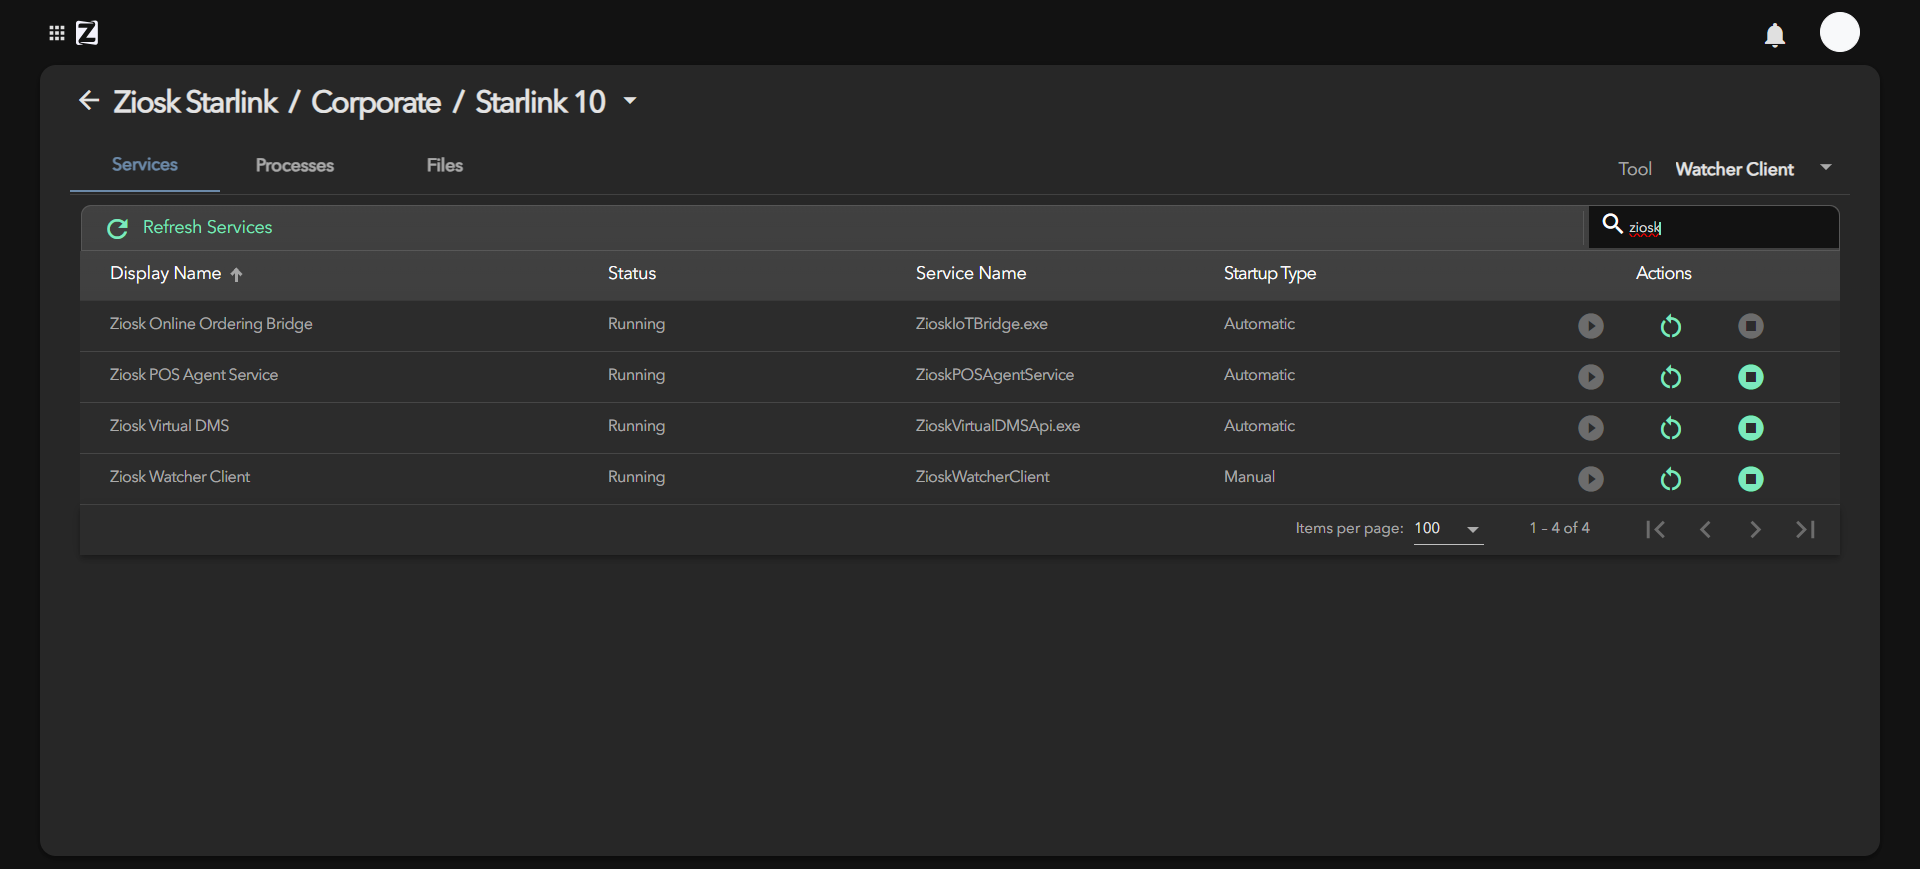 Z
Ziosk Starlink / Corporate / Starlink 10
Services Processes Files Tool Watcher Client
Refresh Services ziosk
Display Name Status Service Name Startup Type Actions
Ziosk Online Ordering Bridge Running ZioskIoTBridge.exe Automatic
Ziosk POS Agent Service Running ZioskPOSAgentService Automatic
Ziosk Virtual DMS Running ZioskVirtualDMSApi.exe Automatic
Ziosk Watcher Client Running ZioskWatcherClient Manual
Items per page: 100 1 – 4 of 4